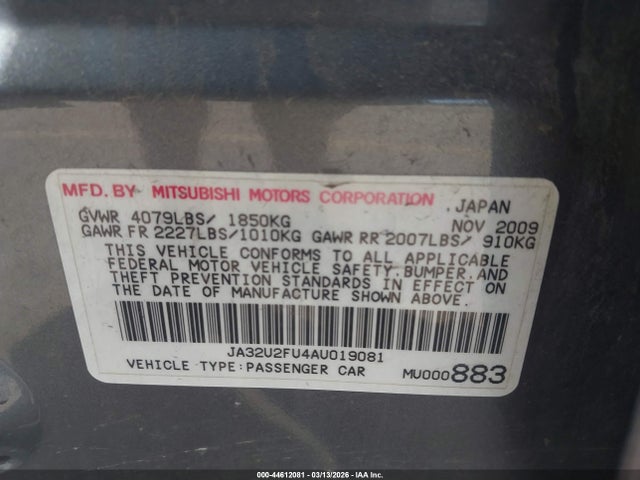 MFD. BY MITSUBISHI MOTORS CORPORATION JAPAN
GVWR 4079LBS/ 1850KG NOV 2009
GAWR FR 2227LBS/1010KG GAWR RR 2007LBS/ 910KG
THIS VEHICLE CONFORMS TO ALL APPLICABLE
FEDERAL MOTOR VEHICLE SAFETY.BUMPER.AND
THEFT PREVENTION STANDARDS IN EFFECT ON
THE DATE OF MANUFACTURE SHOWN ABOVE.
JA32U2FU4AU019081
VEHICLE TYPE:PASSENGER CAR MU000883
000-44612081 - 03/13/2026 - IAA Inc.